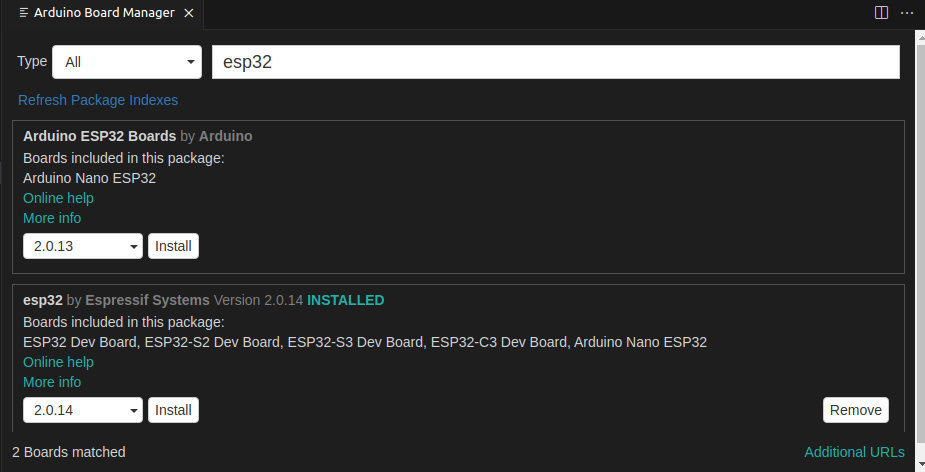 Arduino Board Manager
Type All esp32
Refresh Package Indexes
Arduino ESP32 Boards by Arduino
Boards included in this package:
Arduino Nano ESP32
Online help
More info
2.0.13 Install
esp32 by Espressif Systems Version 2.0.14 INSTALLED
Boards included in this package:
ESP32 Dev Board, ESP32-S2 Dev Board, ESP32-S3 Dev Board, ESP32-C3 Dev Board, Arduino Nano ESP32
Online help
More info
2.0.14 Install Remove
2 Boards matched Additional URLs